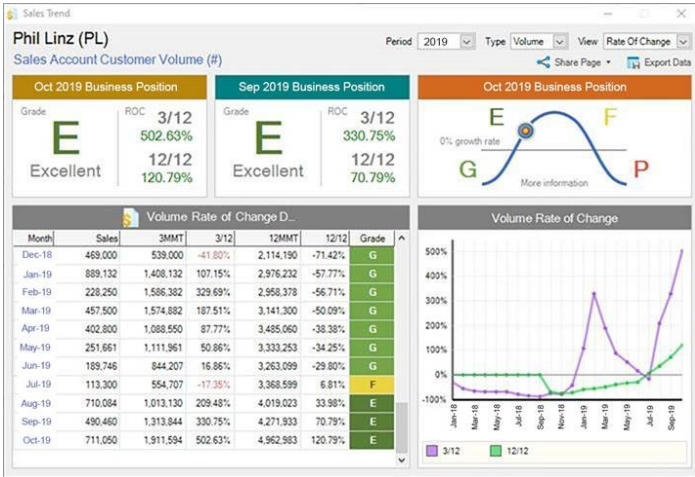 Sales Trend
Phil Linz (PL)
Period 2019 Type Volume View Rate Of Change
Sales Account Customer Volume (#)
Share Page Export Data
Oct 2019 Business Position
Grade ROC 3/12
E 502.63%
Excellent 12/12
120.79%
Sep 2019 Business Position
Grade ROC 3/12
E 330.75%
Excellent 12/12
70.79%
Oct 2019 Business Position
E F
0% growth rate
G P
More information
Volume Rate of Change D...
Month Sales 3MMT 3/12 12MMT 12/12 Grade
Dec-18 469,000 539,000 -41.80% 2,114,190 -71.42% G
Jan-19 889,132 1,408,132 107.15% 2,976,232 -57.77% G
Feb-19 228,250 1,586,382 329.69% 2,958,378 -56.71% G
Mar-19 457,500 1,574,882 187.51% 3,141,300 -50.09% G
Apr-19 402,800 1,088,550 87.77% 3,485,060 -38.38% G
May-19 251,661 1,111,961 50.86% 3,333,253 -34.25% G
Jun-19 189,746 844,207 16.86% 3,263,099 -29.80% G
Jul-19 113,300 554,707 -17.35% 3,368,599 6.81% F
Aug-19 710,084 1,013,130 209.48% 4,019,023 33.98% E
Sep-19 490,460 1,313,844 330.75% 4,271,933 70.79% E
Oct-19 711,050 1,911,594 502.63% 4,962,983 120.79% E
Volume Rate of Change
500%
400%
300%
200%
100%
0%
-100%
Jan-18 Mar-18 May-18 Jul-18 Sep-18 Nov-18 Jan-19 Mar-19 May-19 Jul-19 Sep-19
3/12 12/12